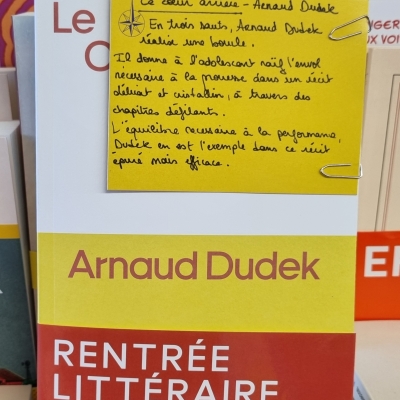 Le
C
Le cœur arrière - Arnaud Dudek
En trois sauts, Arnaud Dudek
réalise une boucle.
Il donne à l'adolescent naïf l'envol
nécessaire à la prouesse dans un récit
délicat et cristallin, à travers des
chapitres défilants.
L'équilibre nécessaire à la performance,
Dudek en est l'exemple dans ce récit
épuré mais efficace.
Arnaud Dudek
RENTRÉE
LITTÉRAIRE